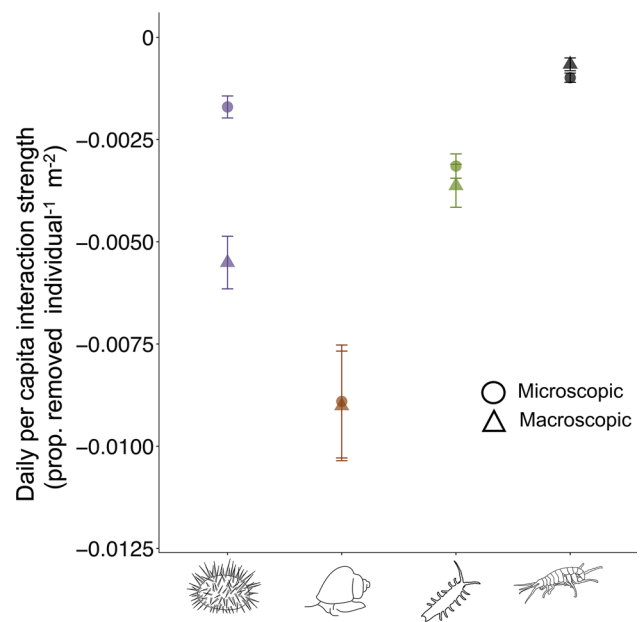 Daily per capita interaction strength
(prop. removed individual⁻¹ m⁻²)
0
−0.0025
−0.0050
−0.0075
−0.0100
−0.0125
Microscopic
Macroscopic